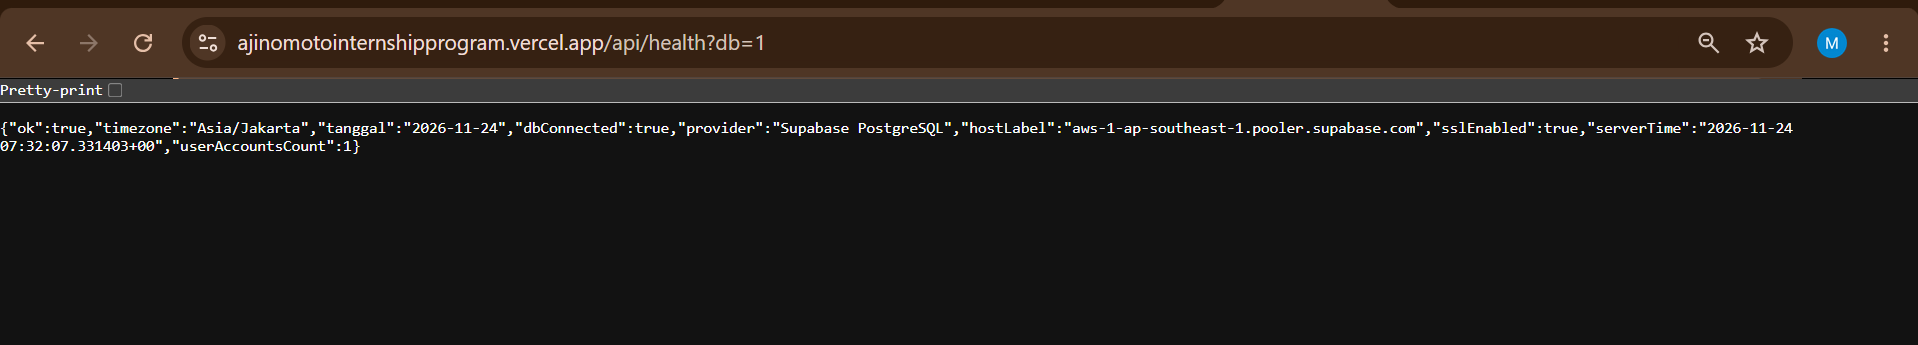 ajinomotointernshipprogram.vercel.app/api/health?db=1
M
Pretty-print
{"ok":true,"timezone":"Asia/Jakarta","tanggal":"2026-11-24","dbConnected":true,"provider":"Supabase PostgreSQL","hostLabel":"aws-1-ap-southeast-1.pooler.supabase.com","sslEnabled":true,"serverTime":"2026-11-24
07:32:07.331403+00","userAccountsCount":1}